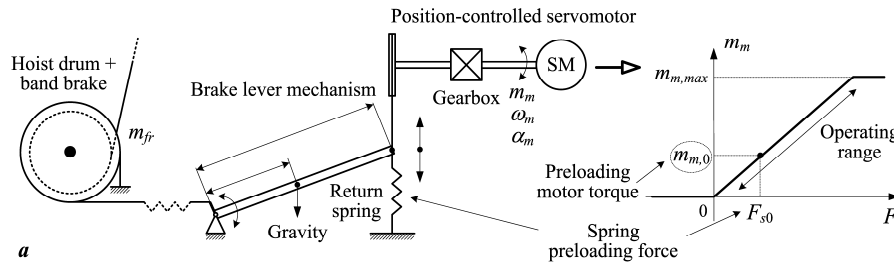 Position-controlled servomotor
Hoist drum +
band brake
Brake lever mechanism
m_fr
Gearbox
SM
m_m
ω_m
α_m
Return
spring
Gravity
a
m_m
m_m,max
Operating
range
Preloading
motor torque
m_m,0
0
F_s0
F
Spring
preloading force